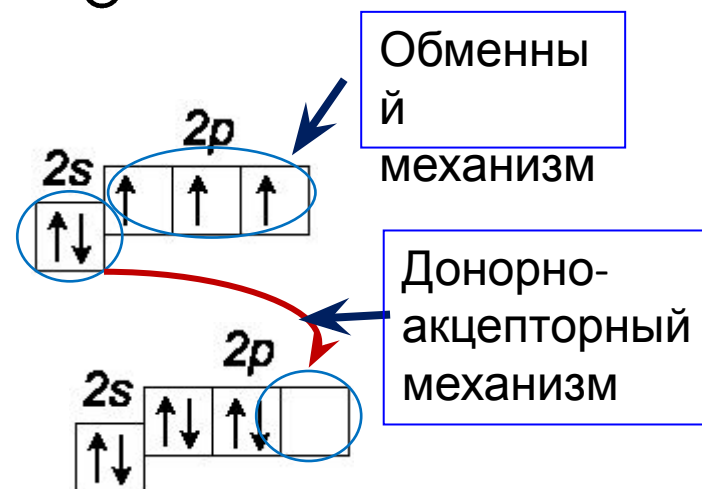 Обменны
й
механизм
2p
2s
Донорно-
акцепторный
механизм
2p
2s